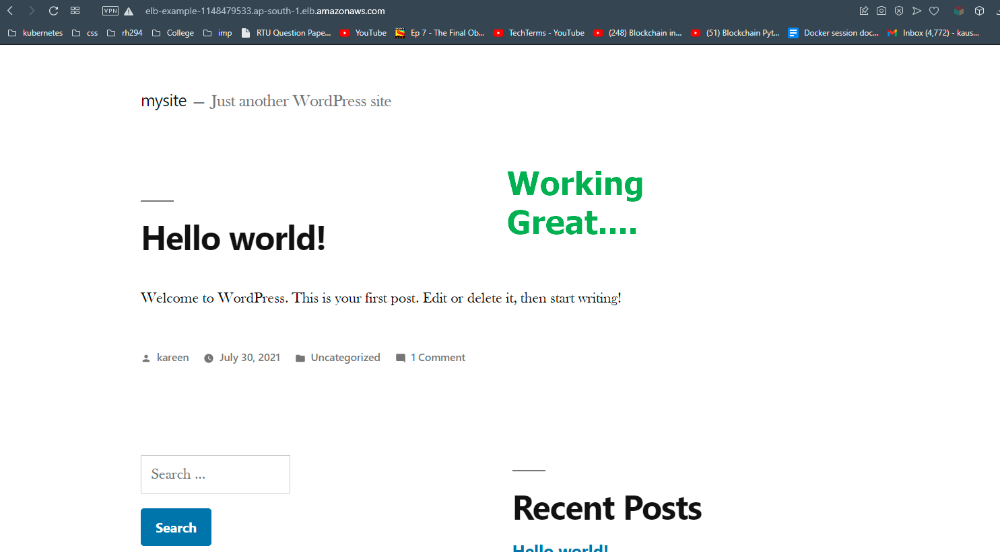 VPN elb-example-1148479533.ap-south-1.elb.amazonaws.com
kubernetes css rh294 College imp RTU Question Pape... YouTube Ep 7 - The Final Ob... TechTerms - YouTube (248) Blockchain in... (51) Blockchain Pyt... Docker session doc... Inbox (4,772) - kaus...
mysite — Just another WordPress site
Working
Great....
Hello world!
Welcome to WordPress. This is your first post. Edit or delete it, then start writing!
kareen July 30, 2021 Uncategorized 1 Comment
Search ...
Search
Recent Posts
Hello world!